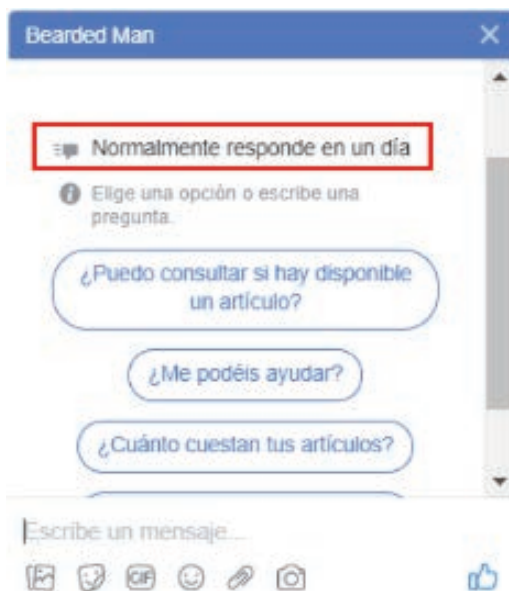 Bearded Man
Normalmente responde en un día
Elige una opción o escribe una
pregunta.
¿Puedo consultar si hay disponible
un artículo?
¿Me podéis ayudar?
¿Cuánto cuestan tus artículos?
Escribe un mensaje...
GIF